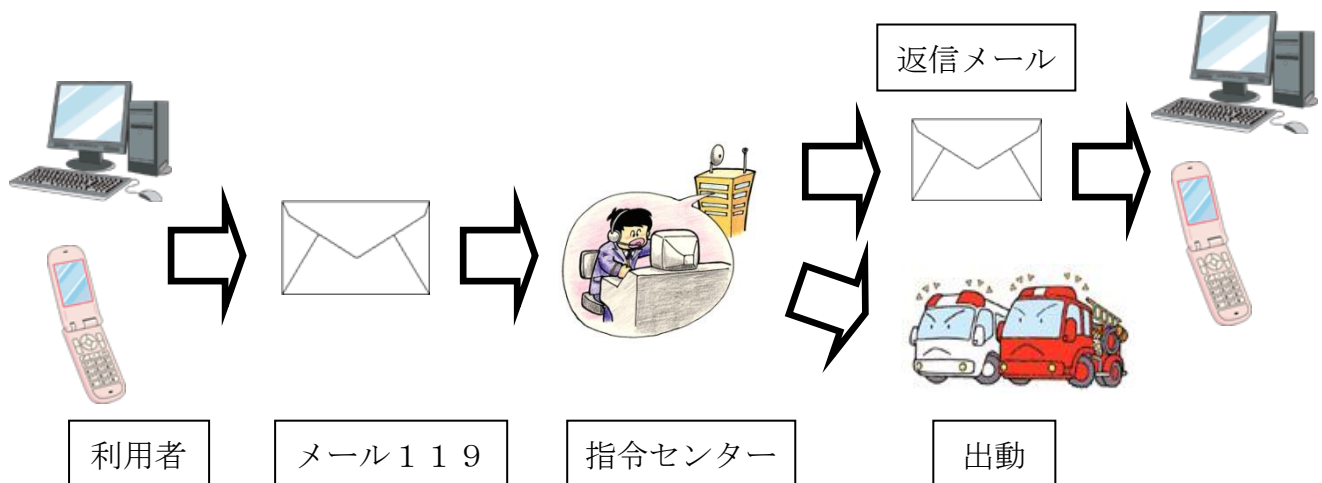 返信メール
利用者
メール１１９
指令センター
出動